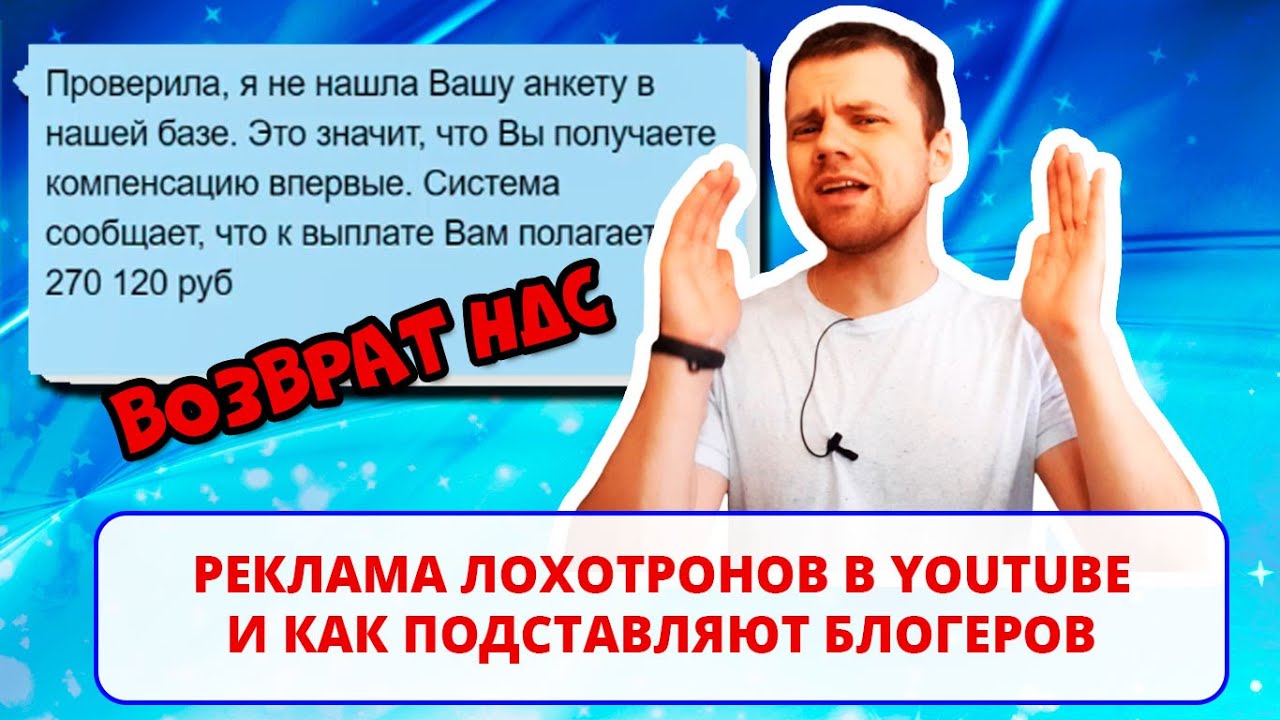 Проверила, я не нашла Вашу анкету в
нашей базе. Это значит, что Вы получаете
компенсацию впервые. Система
сообщает, что к выплате Вам полагает
270 120 руб
ВОЗВРАТ НДС
РЕКЛАМА ЛОХОТРОНОВ В YOUTUBE
И КАК ПОДСТАВЛЯЮТ БЛОГЕРОВ